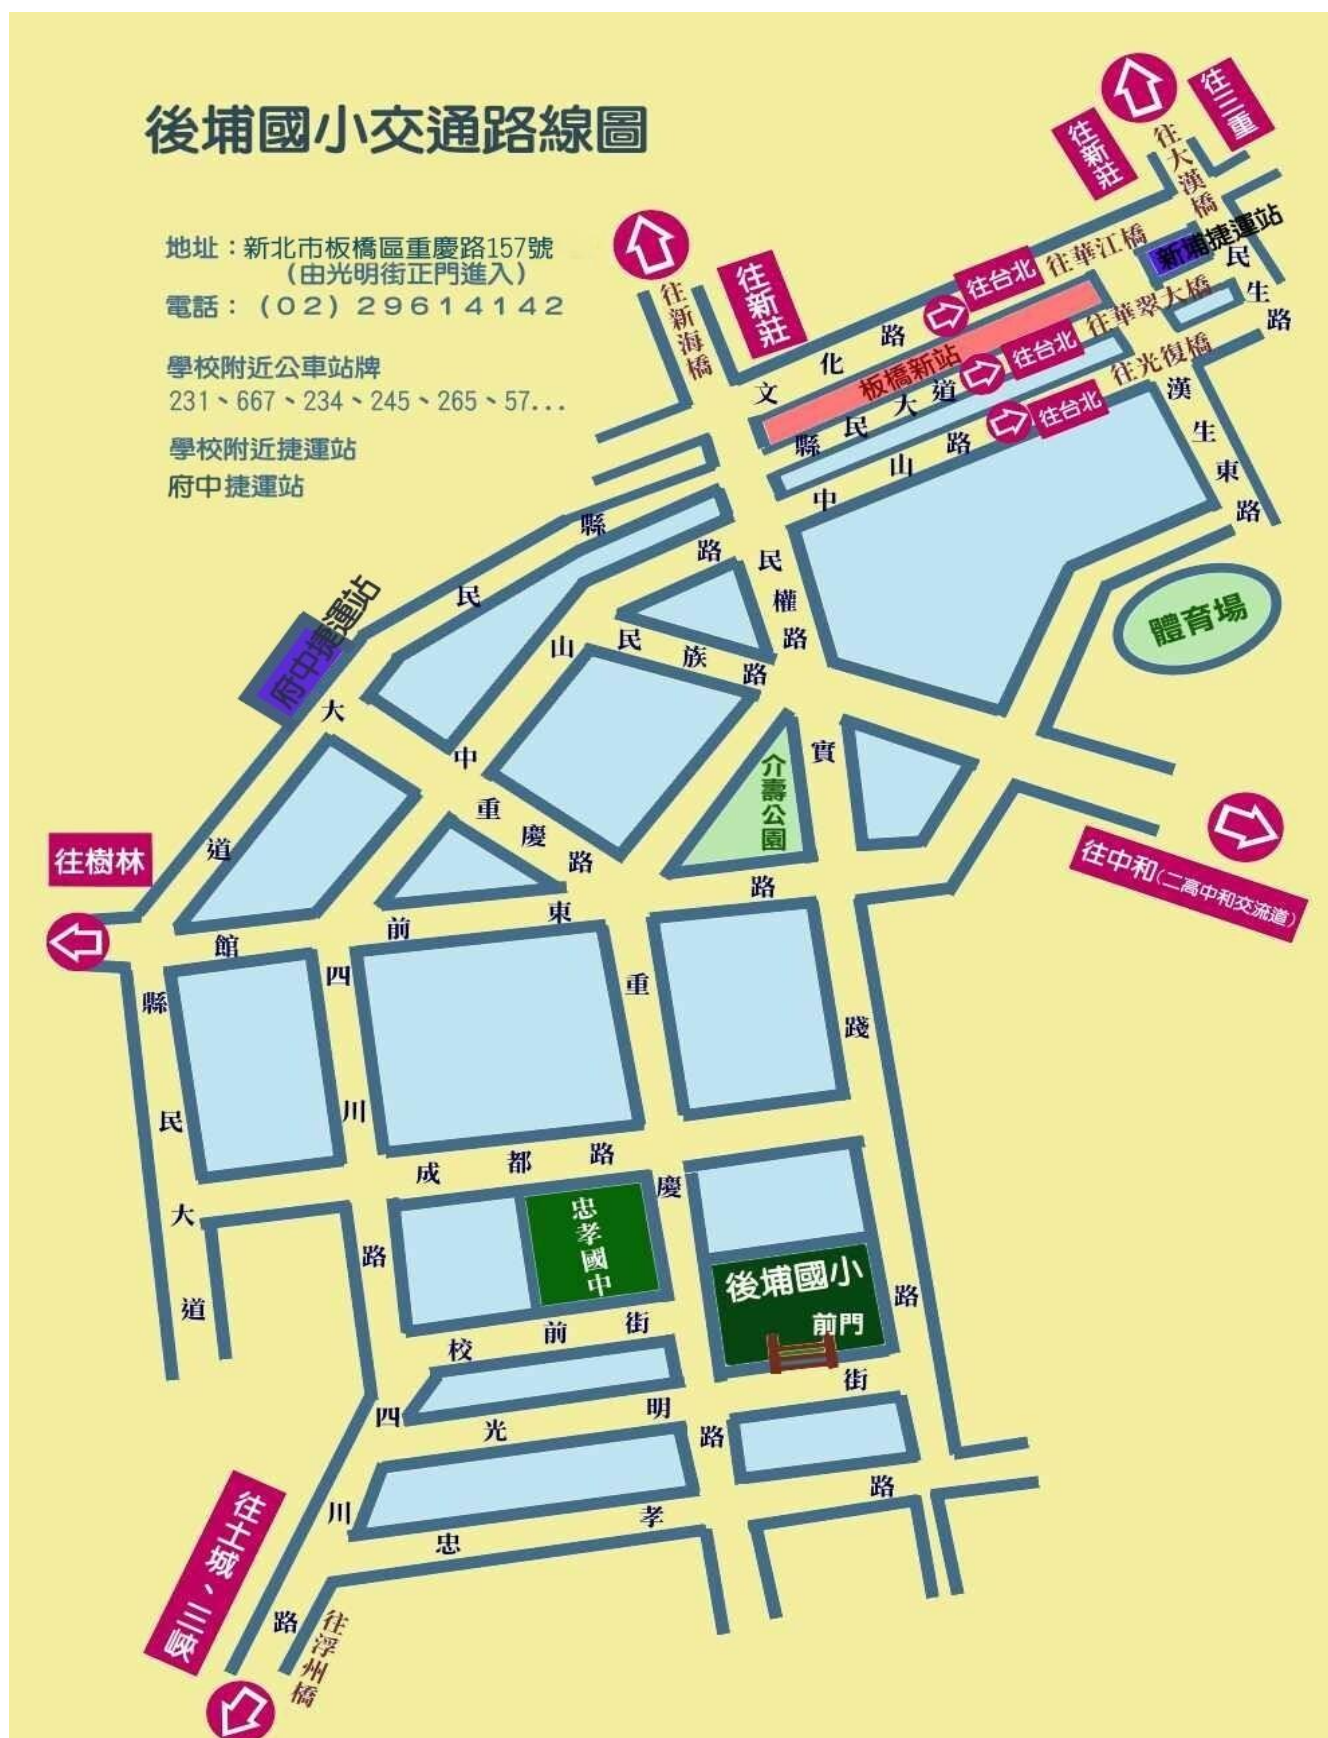 後埔國小交通路線圖
地址：新北市板橋區重慶路157號
（由光明街正門進入）
電話：（02）29614142
學校附近公車站牌
231、667、234、245、265、57...
學校附近捷運站
府中捷運站
往三重
往新莊
往大漢橋
新埔捷運站
往新莊
往新海橋
往台北
往華江橋
往台北
往華翠大橋
往台北
往光復橋
民生路
文化路
板橋新站
縣民大道
中山路
漢生東路
體育場
縣民大道
府中捷運站
中山路
民族路
民權路
介壽公園
實踐路
重慶路
往樹林
往中和(二高中和交流道)
館前東路
四川路
縣民大道
重慶路
成都路
忠孝國中
後埔國小
前門
校前街
光明街
四川路
忠孝路
往土城、三峽
往浮州橋